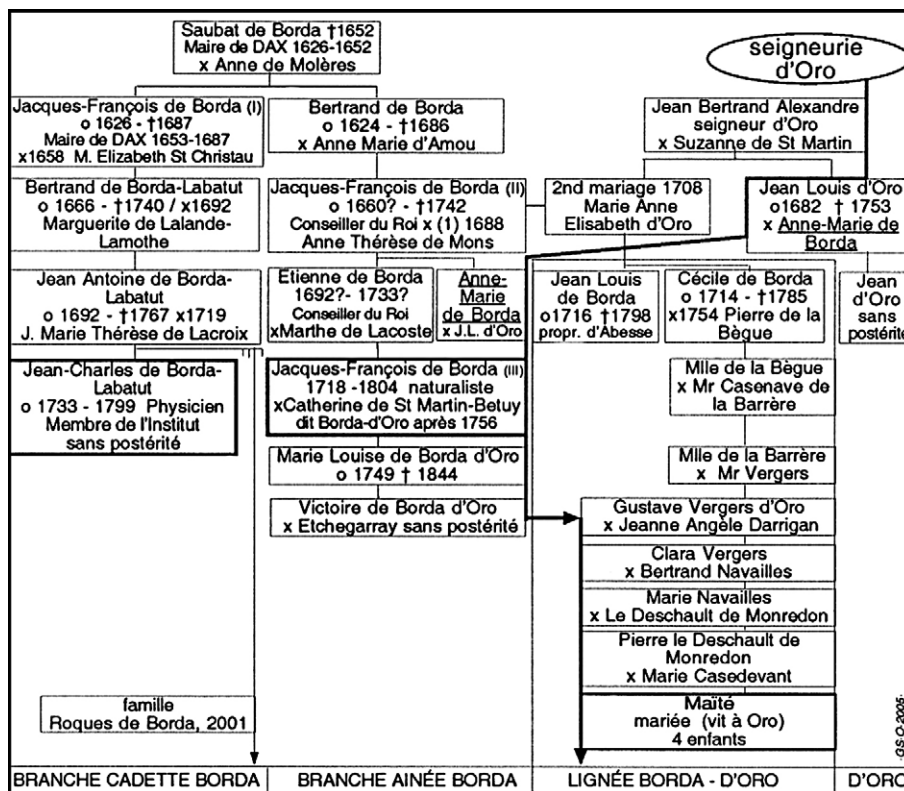 Saubat de Borda †1652
Maire de DAX 1626-1652
x Anne de Molères
seigneurie
d'Oro
Jacques-François de Borda (I)
o 1626 - †1687
Maire de DAX 1653-1687
x1658 M. Elizabeth St Christau
Bertrand de Borda
o 1624 - †1686
x Anne Marie d'Amou
Jean Bertrand Alexandre
seigneur d'Oro
x Suzanne de St Martin
Bertrand de Borda-Labatut
o 1666 - †1740 / x1692
Marguerite de Lalande-
Lamothe
Jacques-François de Borda (II)
o 1660? - †1742
Conseiller du Roi x (1) 1688
Anne Thérèse de Mons
2nd mariage 1708
Marie Anne
Elisabeth d'Oro
Jean Louis d'Oro
o1682 † 1753
x Anne-Marie de
Borda
Jean Antoine de Borda-
Labatut
o 1692 - †1767 x1719
J. Marie Thérèse de Lacroix
Etienne de Borda
1692?- 1733?
Conseiller du Roi
xMarthe de Lacoste
Anne-
Marie
de Borda
x J.L. d'Oro
Jean Louis
de Borda
o1716 †1798
propr. d'Abesse
Cécile de Borda
o 1714 - †1785
x1754 Pierre de la
Bègue
Jean
d'Oro
sans
postérité
Jean-Charles de Borda-
Labatut
o 1733 - 1799 Physicien
Membre de l'Institut
sans postérité
Jacques-François de Borda (III)
1718 -1804 naturaliste
xCatherine de St Martin-Betuy
dit Borda-d'Oro après 1756
Mlle de la Bègue
x Mr Casenave de
la Barrère
Marie Louise de Borda d'Oro
o 1749 † 1844
Mlle de la Barrère
x Mr Vergers
Victoire de Borda d'Oro
x Etchegarray sans postérité
Gustave Vergers d'Oro
x Jeanne Angèle Darrigan
Clara Vergers
x Bertrand Navailles
Marie Navailles
x Le Deschault de Monredon
Pierre le Deschault de
Monredon
x Marie Casedevant
famille
Roques de Borda, 2001
Maïté
mariée (vit à Oro)
4 enfants
G.S.O.2005
BRANCHE CADETTE BORDA
BRANCHE AINÉE BORDA
LIGNÉE BORDA - D'ORO
D'ORO